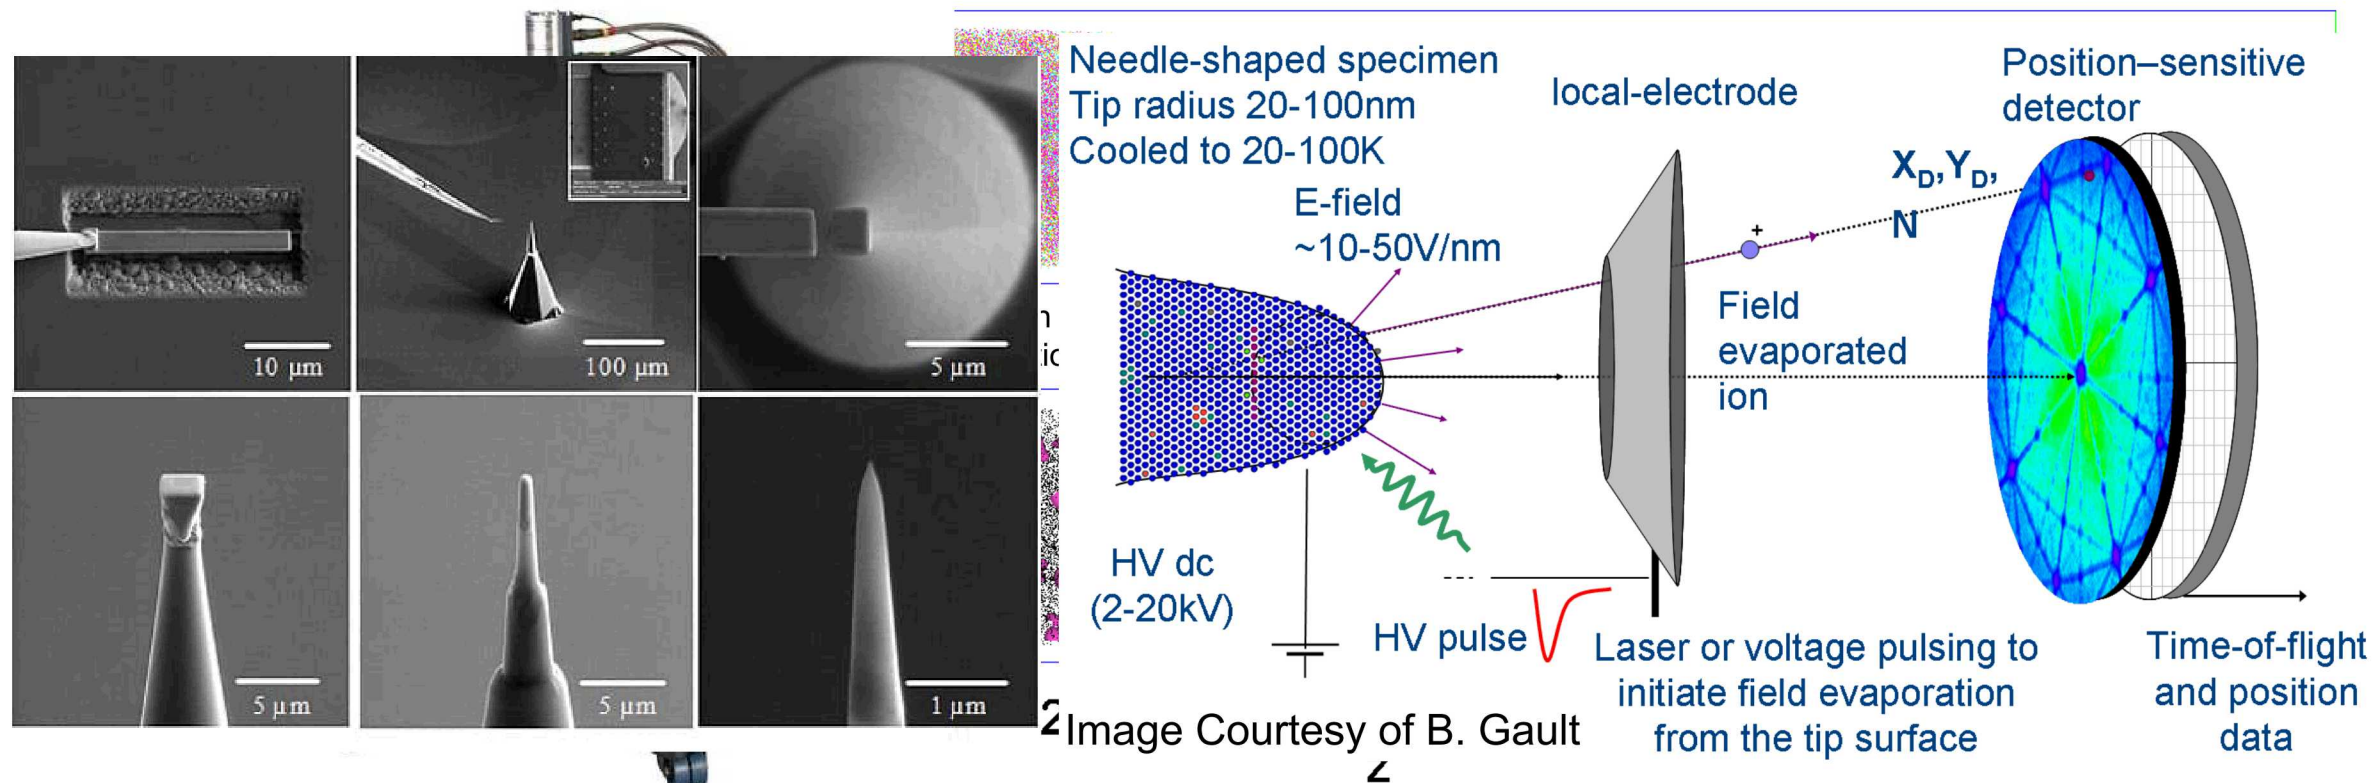 10 µm
100 µm
5 µm
5 µm
5 µm
1 µm
Needle-shaped specimen
Tip radius 20-100nm
Cooled to 20-100K
E-field
~10-50V/nm
local-electrode
Position–sensitive
detector
X_D,Y_D,
N
+
Field
evaporated
ion
HV dc
(2-20kV)
HV pulse
Laser or voltage pulsing to
initiate field evaporation
from the tip surface
Time-of-flight
and position
data
Image Courtesy of B. Gault